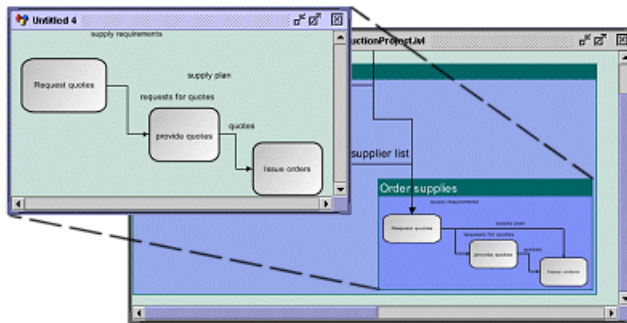 Untitled 4
supply requirements
Request quotes
supply plan
requests for quotes
provide quotes
quotes
Issue orders
uctionProject.ivl
supplier list
Order supplies
supply requirements
Request quotes
supply plan
requests for quotes
provide quotes
quotes
Issue orders